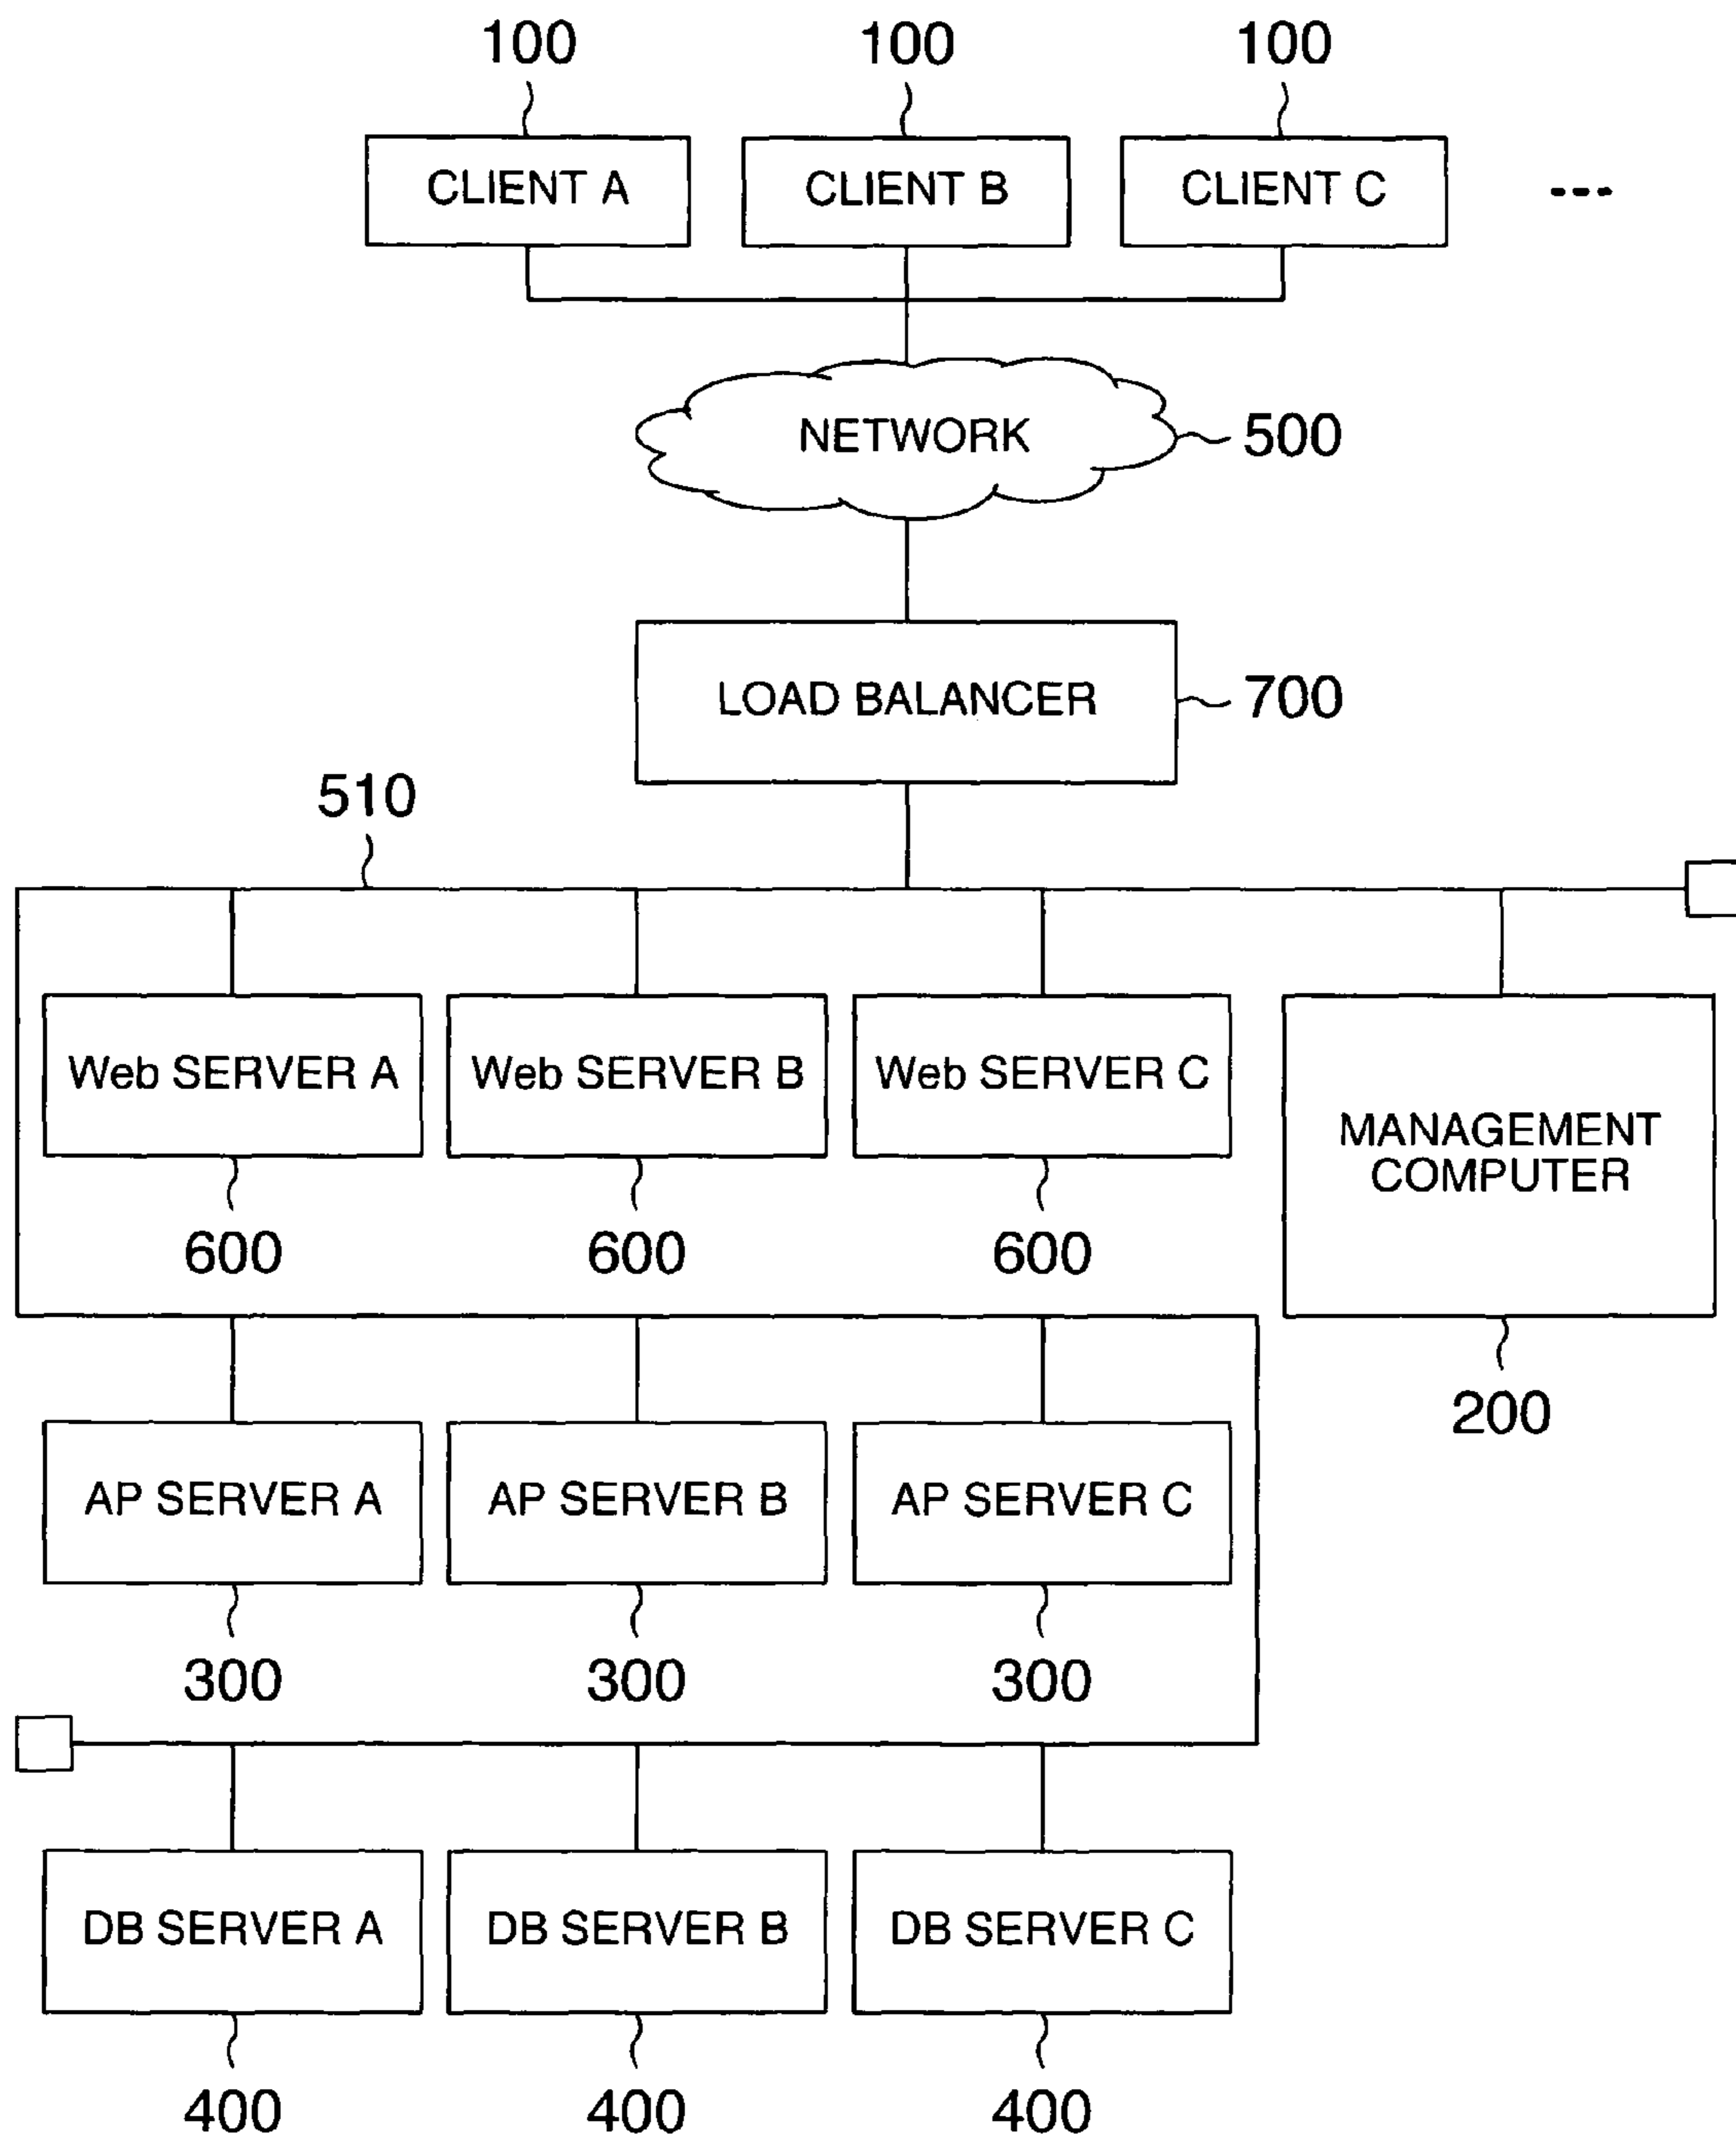 100 100 100
CLIENT A CLIENT B CLIENT C ---
NETWORK 500
LOAD BALANCER 700
510
Web SERVER A Web SERVER B Web SERVER C
MANAGEMENT
COMPUTER
600 600 600
200
AP SERVER A AP SERVER B AP SERVER C
300 300 300
DB SERVER A DB SERVER B DB SERVER C
400 400 400